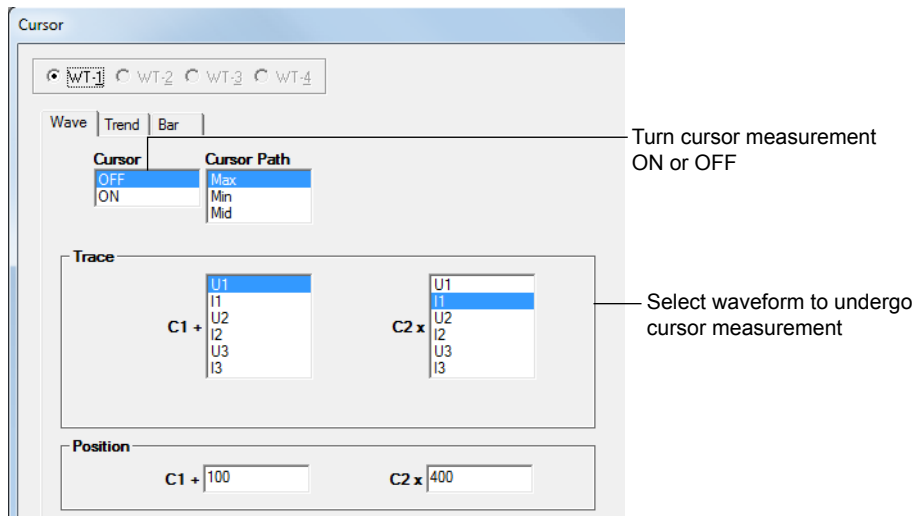 Cursor
WT-1 WT-2 WT-3 WT-4
Wave Trend Bar
Turn cursor measurement
ON or OFF
Cursor Cursor Path
OFF Max
ON Min
Mid
Trace
U1 U1
I1 I1
C1 + U2 C2 x U2
I2 I2
U3 U3
I3 I3
Select waveform to undergo
cursor measurement
Position
C1 + 100 C2 x 400